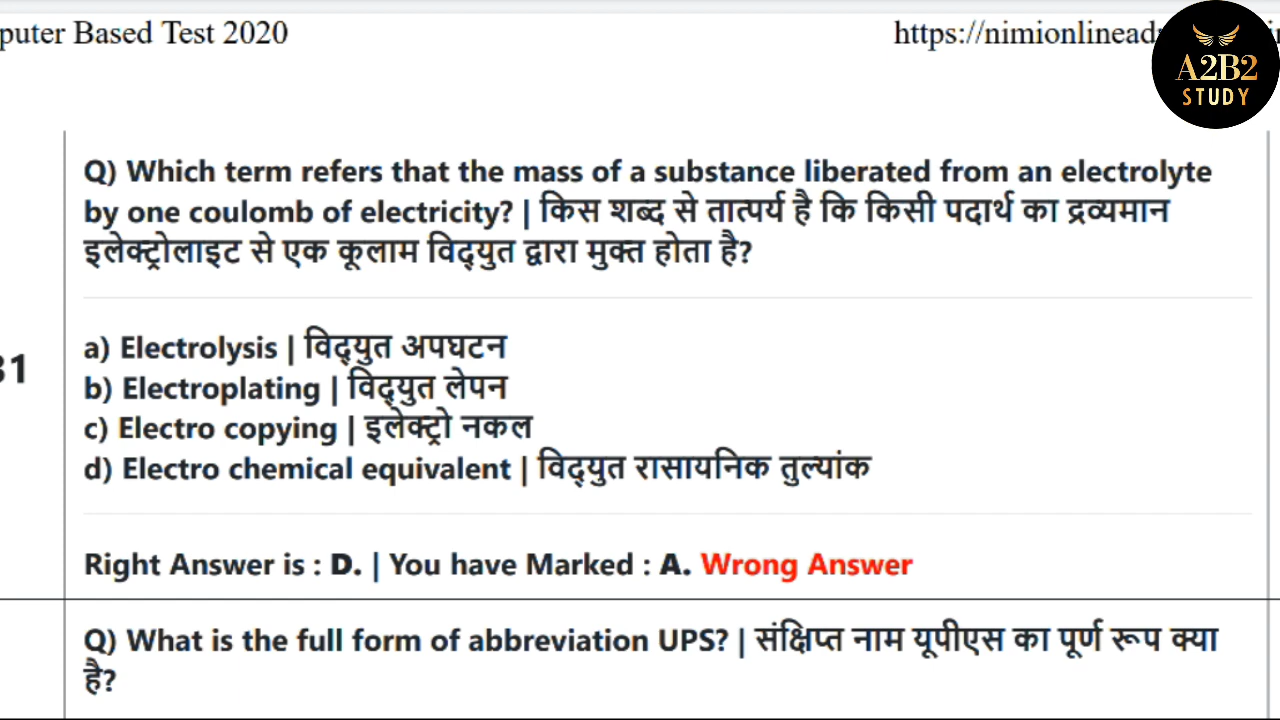 puter Based Test 2020
https://nimionlinead
A2B2
STUDY
Q) Which term refers that the mass of a substance liberated from an electrolyte
by one coulomb of electricity? | किस शब्द से तात्पर्य है कि किसी पदार्थ का द्रव्यमान
इलेक्ट्रोलाइट से एक कूलाम विद्युत द्वारा मुक्त होता है?
31
a) Electrolysis | विद्युत अपघटन
b) Electroplating | विद्युत लेपन
c) Electro copying | इलेक्ट्रो नकल
d) Electro chemical equivalent | विद्युत रासायनिक तुल्यांक
Right Answer is : D. | You have Marked : A. Wrong Answer
Q) What is the full form of abbreviation UPS? | संक्षिप्त नाम यूपीएस का पूर्ण रूप क्या
है?